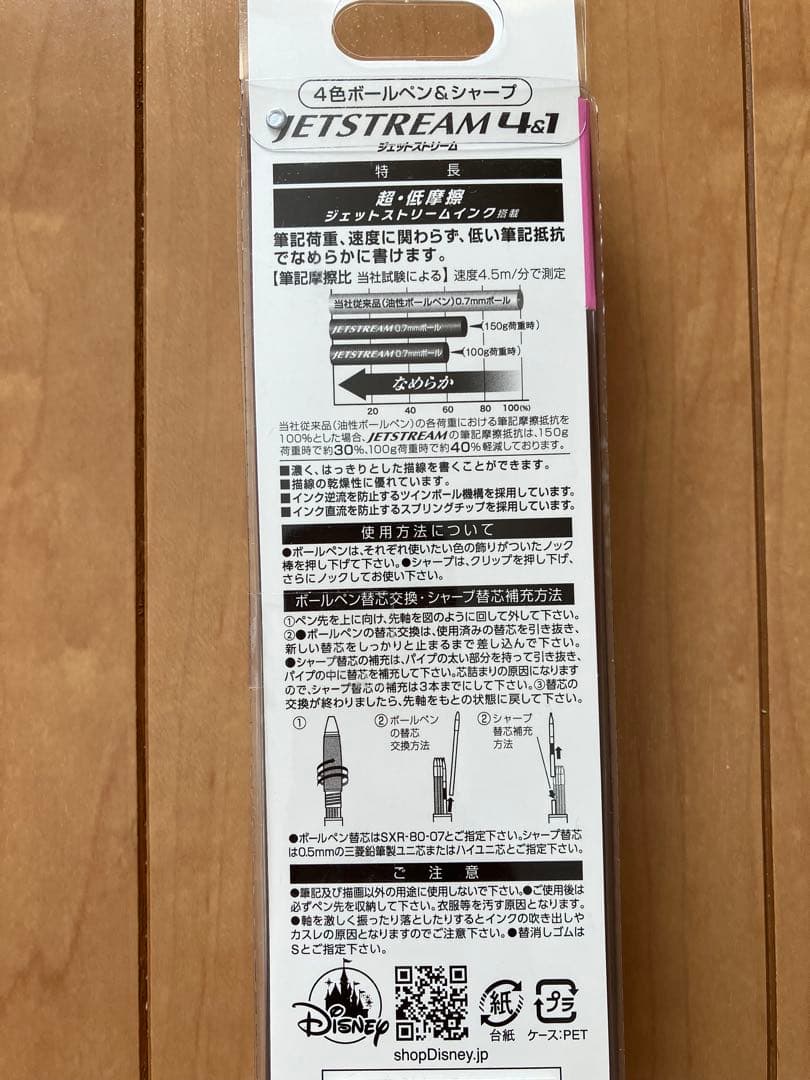 4色ボールペン&シャープ
JETSTREAM 4&1
ジェットストリーム
特 長
超・低摩擦
ジェットストリームインク搭載
筆記荷重、速度に関わらず、低い筆記抵抗
でなめらかに書けます。
【筆記摩擦比 当社試験による】速度4.5m/分で測定
当社従来品(油性ボールペン)0.7mmボール
JETSTREAM 0.7mmボール (150g荷重時)
JETSTREAM 0.7mmボール (100g荷重時)
なめらか
20 40 60 80 100(%)
当社従来品(油性ボールペン)の各荷重における筆記摩擦抵抗を
100%とした場合、JETSTREAMの筆記摩擦抵抗は、150g
荷重時で約30%、100g荷重時で約40%軽減しております。
■濃く、はっきりとした描線を書くことができます。
■描線の乾燥性に優れています。
■インク逆流を防止するツインボール機構を採用しています。
■インク直流を防止するスプリングチップを採用しています。
使用方法について
●ボールペンは、それぞれ使いたい色の飾りがついたノック
棒を押し下げて下さい。●シャープは、クリップを押し下げ、
さらにノックしてお使い下さい。
ボールペン替芯交換・シャープ替芯補充方法
①ペン先を上に向け、先軸を図のように回して外して下さい。
②●ボールペンの替芯交換は、使用済みの替芯を引き抜き、
新しい替芯をしっかりと止まるまで差し込んで下さい。
●シャープ替芯の補充は、パイプの太い部分を持って引き抜き、
パイプの中に替芯を補充して下さい。芯詰まりの原因になります
ので、シャープ替芯の補充は3本までにして下さい。③替芯の
交換が終わりましたら、先軸をもとの状態に戻して下さい。
①
②ボールペン
の替芯
交換方法
②シャープ
替芯補充
方法
●ボールペン替芯はSXR-80-07とご指定下さい。シャープ替芯
は0.5mmの三菱鉛筆製ユニ芯またはハイユニ芯とご指定下さい。
ご 注 意
●筆記及び描画以外の用途に使用しないで下さい。●ご使用後は
必ずペン先を収納して下さい。衣服等を汚す原因となります。
●軸を激しく振ったり落としたりするとインクの吹き出しや
カスレの原因となりますのでご注意下さい。●替消しゴムは
Sとご指定下さい。
Disney
shopDisney.jp
紙
台紙
プラ
ケース:PET